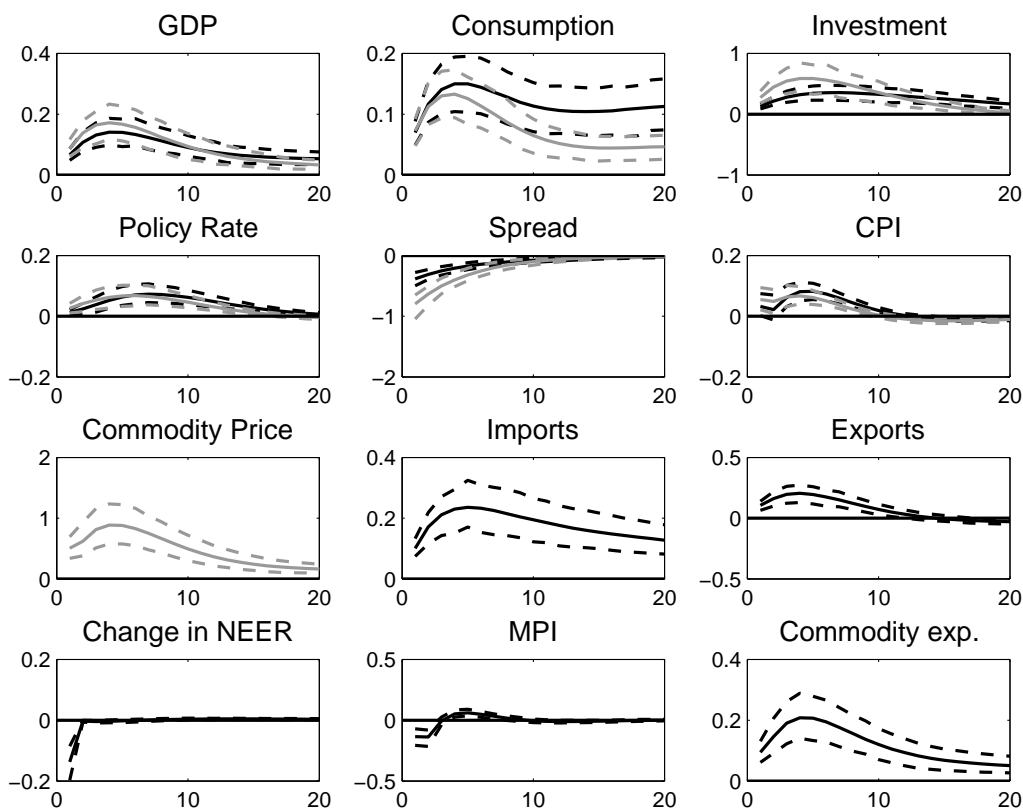 GDP Consumption Investment
0.4 0.2 1
0.2 0.1 0
0 0 −1
0 10 20 0 10 20 0 10 20
Policy Rate Spread CPI
0.2 0 0.2
0 −1 0
−0.2 −2 −0.2
0 10 20 0 10 20 0 10 20
Commodity Price Imports Exports
2 0.4 0.5
1 0.2 0
0 0 −0.5
0 10 20 0 10 20 0 10 20
Change in NEER MPI Commodity exp.
0.2 0.5 0.4
0 0 0.2
−0.2 −0.5 0
0 10 20 0 10 20 0 10 20